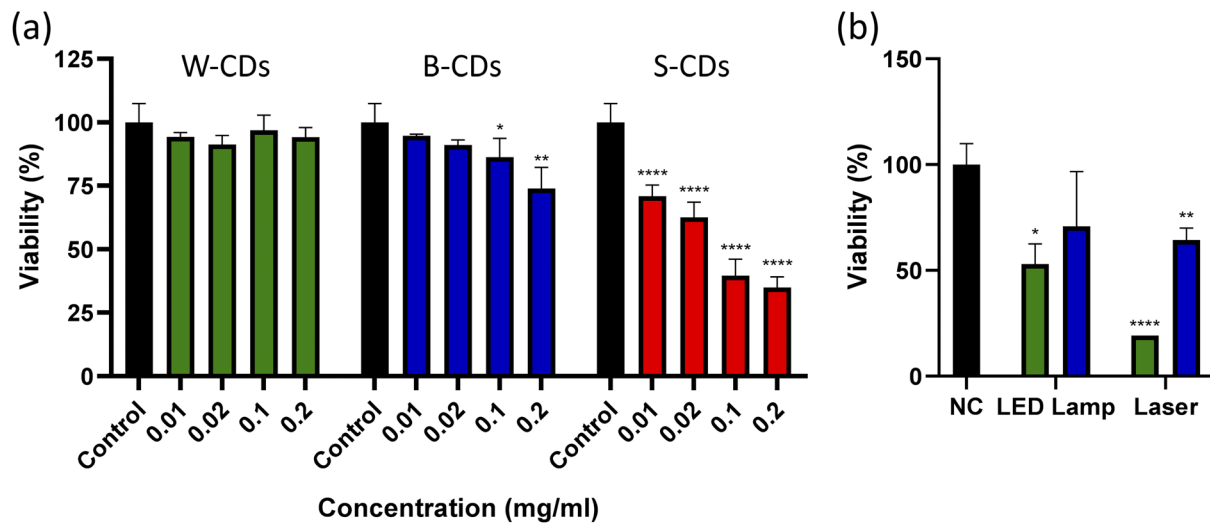 (a)
W-CDs B-CDs S-CDs
Viability (%)
125
100
75
50
25
0
* ** **** **** **** ****
Control 0.01 0.02 0.1 0.2 Control 0.01 0.02 0.1 0.2 Control 0.01 0.02 0.1 0.2
Concentration (mg/ml)
(b)
Viability (%)
150
100
50
0
* **** **
NC LED Lamp Laser